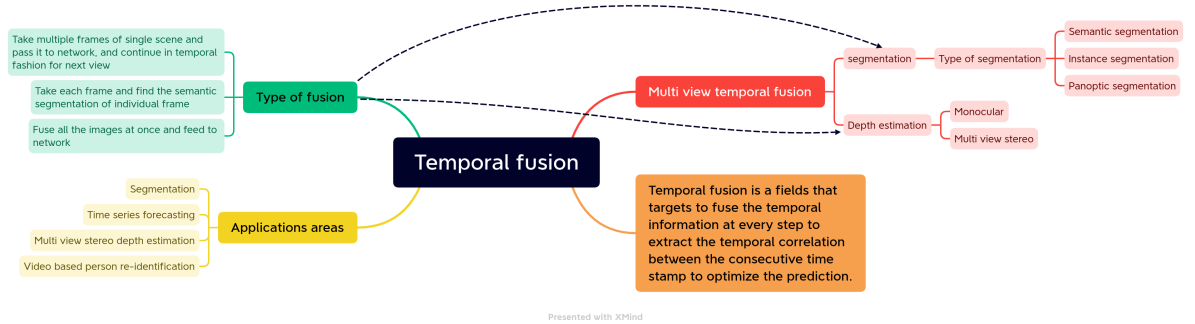 Take multiple frames of single scene and
pass it to network, and continue in temporal
fashion for next view
Take each frame and find the semantic
segmentation of individual frame
Fuse all the images at once and feed to
network
Type of fusion
Segmentation
Time series forecasting
Multi view stereo depth estimation
Video based person re-identification
Applications areas
Temporal fusion
Multi view temporal fusion
segmentation
Type of segmentation
Semantic segmentation
Instance segmentation
Panoptic segmentation
Depth estimation
Monocular
Multi view stereo
Temporal fusion is a fields that
targets to fuse the temporal
information at every step to
extract the temporal correlation
between the consecutive time
stamp to optimize the prediction.
Presented with XMind